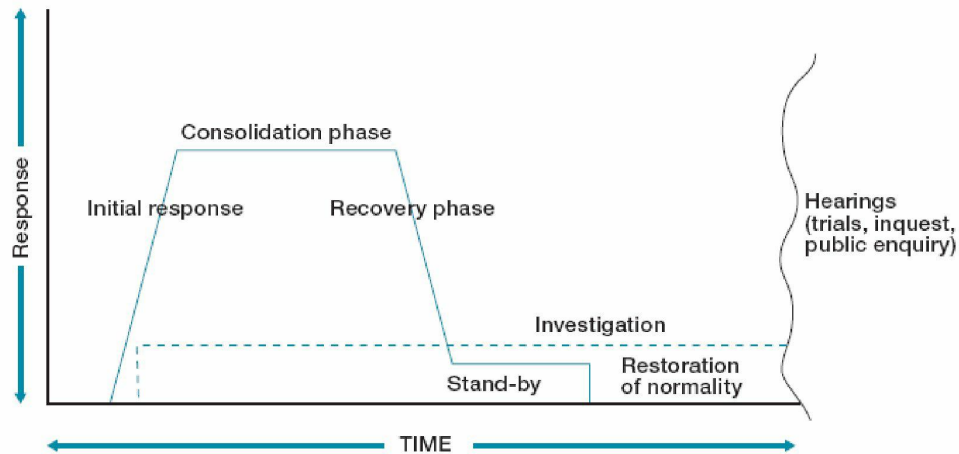 Response
Consolidation phase
Initial response
Recovery phase
Hearings
(trials, inquest,
public enquiry)
Investigation
Stand-by
Restoration
of normality
TIME